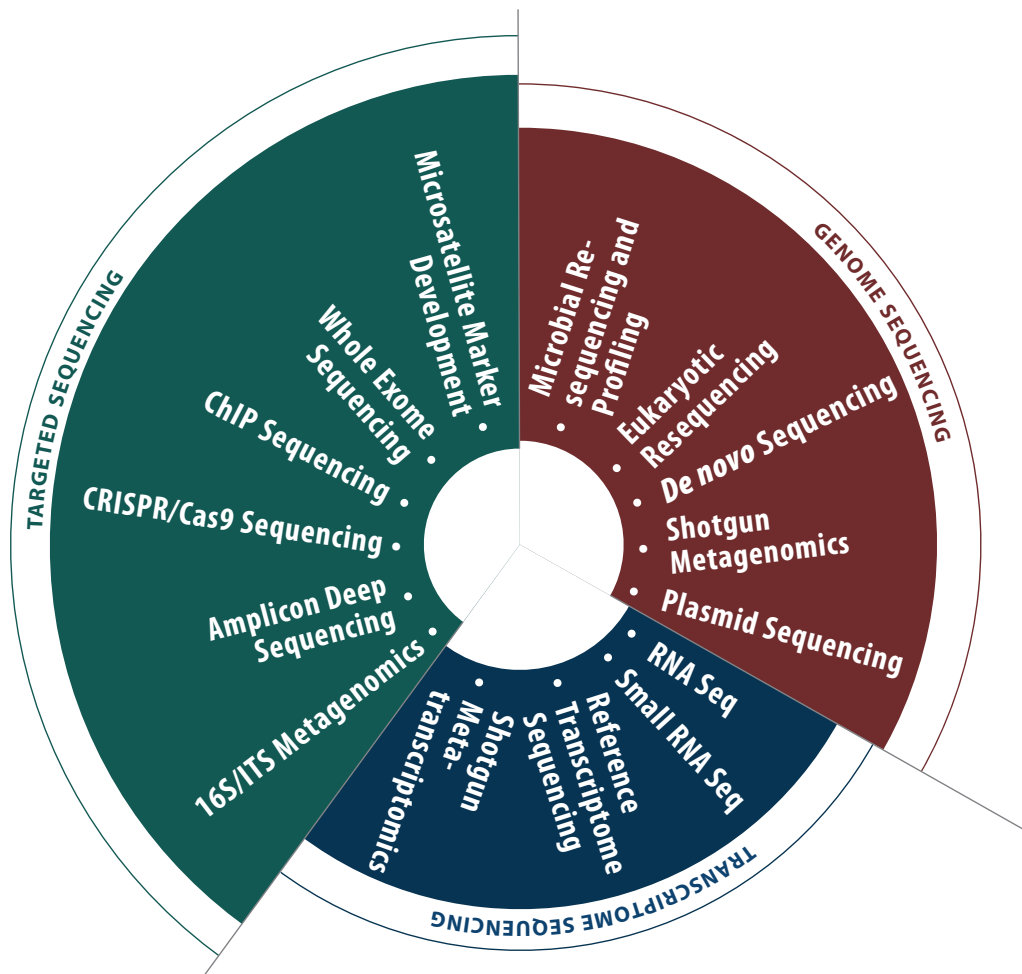 TARGETED SEQUENCING
Microsatellite Marker
Development
Whole Exome
Sequencing
ChIP Sequencing
CRISPR/Cas9 Sequencing
Amplicon Deep
Sequencing
16S/ITS Metagenomics
GENOME SEQUENCING
Microbial Re-
sequencing and
Profiling
Eukaryotic
Resequencing
De novo Sequencing
Shotgun
Metagenomics
Plasmid Sequencing
TRANSCRIPTOME SEQUENCING
RNA Seq
Small RNA Seq
Reference
Transcriptome
Sequencing
Shotgun
Meta-
transcriptomics